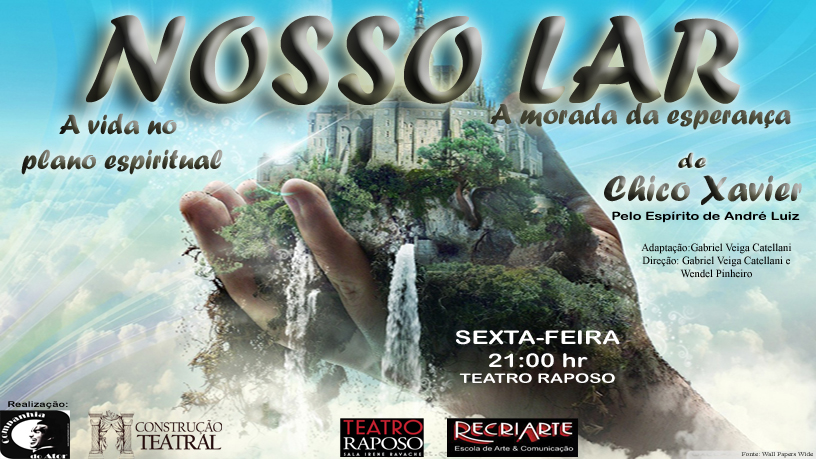 NOSSO LAR
A vida no
plano espiritual
A morada da esperança
de
Chico Xavier
Pelo Espírito de André Luiz
Adaptação:Gabriel Veiga Catellani
Direção: Gabriel Veiga Catellani e
Wendel Pinheiro
SEXTA-FEIRA
21:00 hr
TEATRO RAPOSO
Realização:
Companhia
do Ator
CONSTRUÇÃO
TEATRAL
TEATRO
RAPOSO
SALA IRENE RAVACHE
RECRIARTE
Escola de Arte & Comunicação
Fonte: Wall Papers Wide